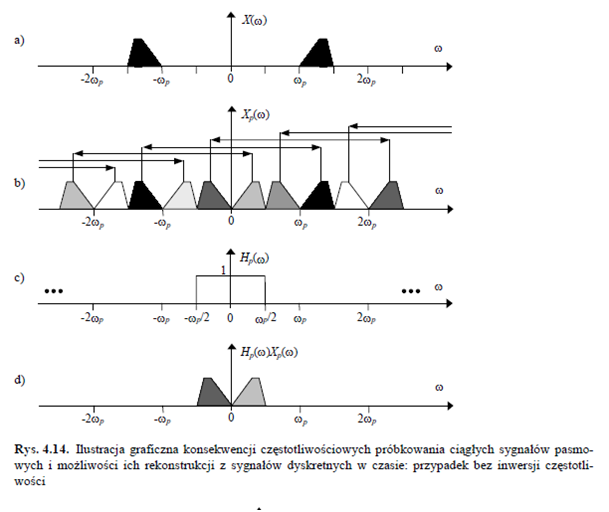 a)
X(ω)
ω
-2ωp -ωp 0 ωp 2ωp
Xp(ω)
b)
ω
-2ωp -ωp 0 ωp 2ωp
Hp(ω)
c)
1
ω
••• •••
-2ωp -ωp -ωp/2 0 ωp/2 ωp 2ωp
Hp(ω)Xp(ω)
d)
ω
-2ωp -ωp 0 ωp 2ωp
Rys. 4.14. Ilustracja graficzna konsekwencji częstotliwościowych próbkowania ciągłych sygnałów pasmo-
wych i możliwości ich rekonstrukcji z sygnałów dyskretnych w czasie: przypadek bez inwersji częstotli-
wości